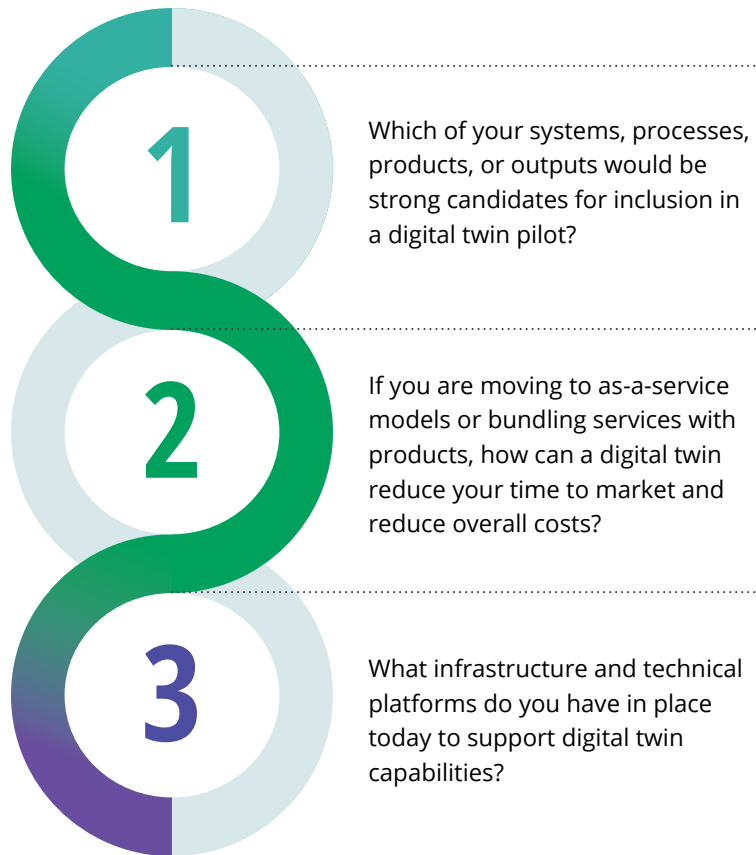 1
Which of your systems, processes,
products, or outputs would be
strong candidates for inclusion in
a digital twin pilot?
2
If you are moving to as-a-service
models or bundling services with
products, how can a digital twin
reduce your time to market and
reduce overall costs?
3
What infrastructure and technical
platforms do you have in place
today to support digital twin
capabilities?